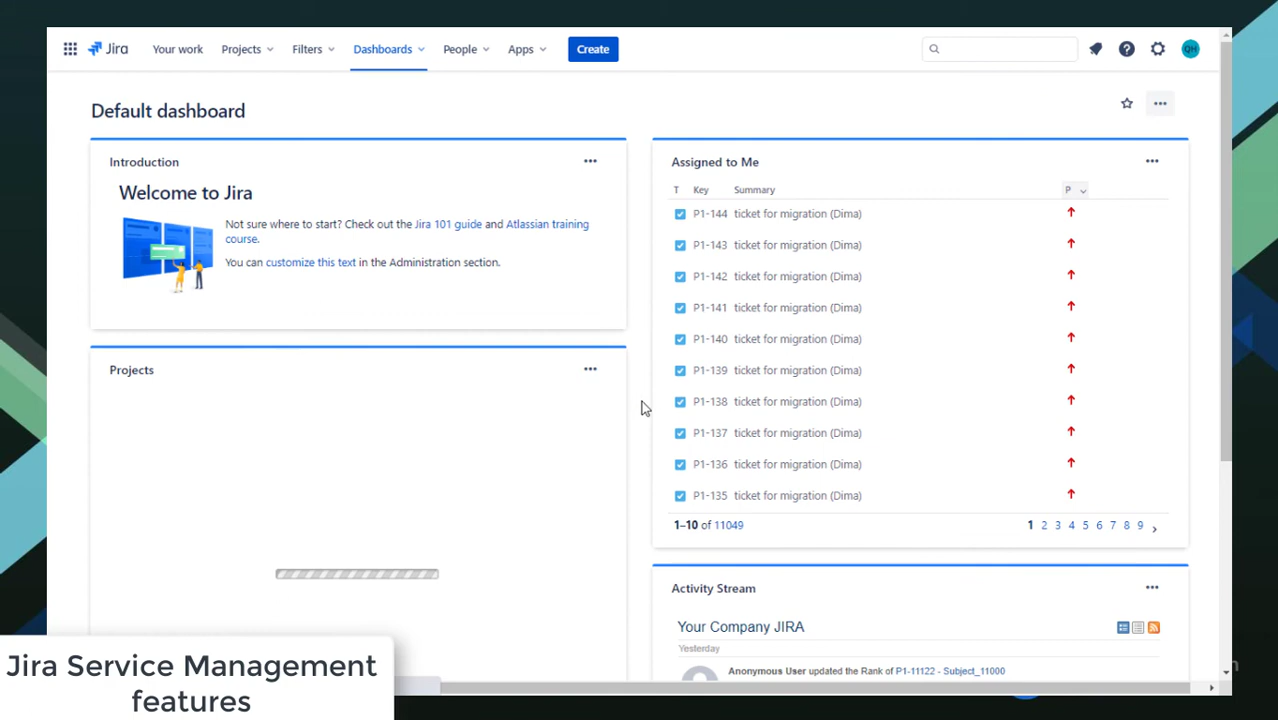 Jira Your work Projects Filters Dashboards People Apps Create QH
Default dashboard
Introduction
Welcome to Jira
Not sure where to start? Check out the Jira 101 guide and Atlassian training
course.
You can customize this text in the Administration section.
Projects
Assigned to Me
T Key Summary P
P1-144 ticket for migration (Dima)
P1-143 ticket for migration (Dima)
P1-142 ticket for migration (Dima)
P1-141 ticket for migration (Dima)
P1-140 ticket for migration (Dima)
P1-139 ticket for migration (Dima)
P1-138 ticket for migration (Dima)
P1-137 ticket for migration (Dima)
P1-136 ticket for migration (Dima)
P1-135 ticket for migration (Dima)
1–10 of 11049 1 2 3 4 5 6 7 8 9
Activity Stream
Your Company JIRA
Yesterday
Anonymous User updated the Rank of P1-11122 - Subject_11000
Jira Service Management
features